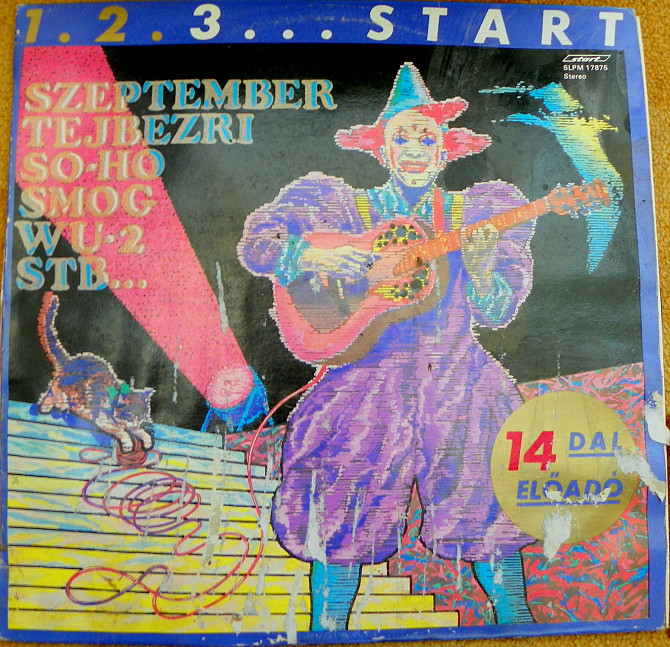 1.2.3...START
start
SLPM 17875
Stereo
SZEPTEMBER
TEJBEZRI
SO-HO
SMOG
WU-2
STB...
14 DAL
ELŐADÓ